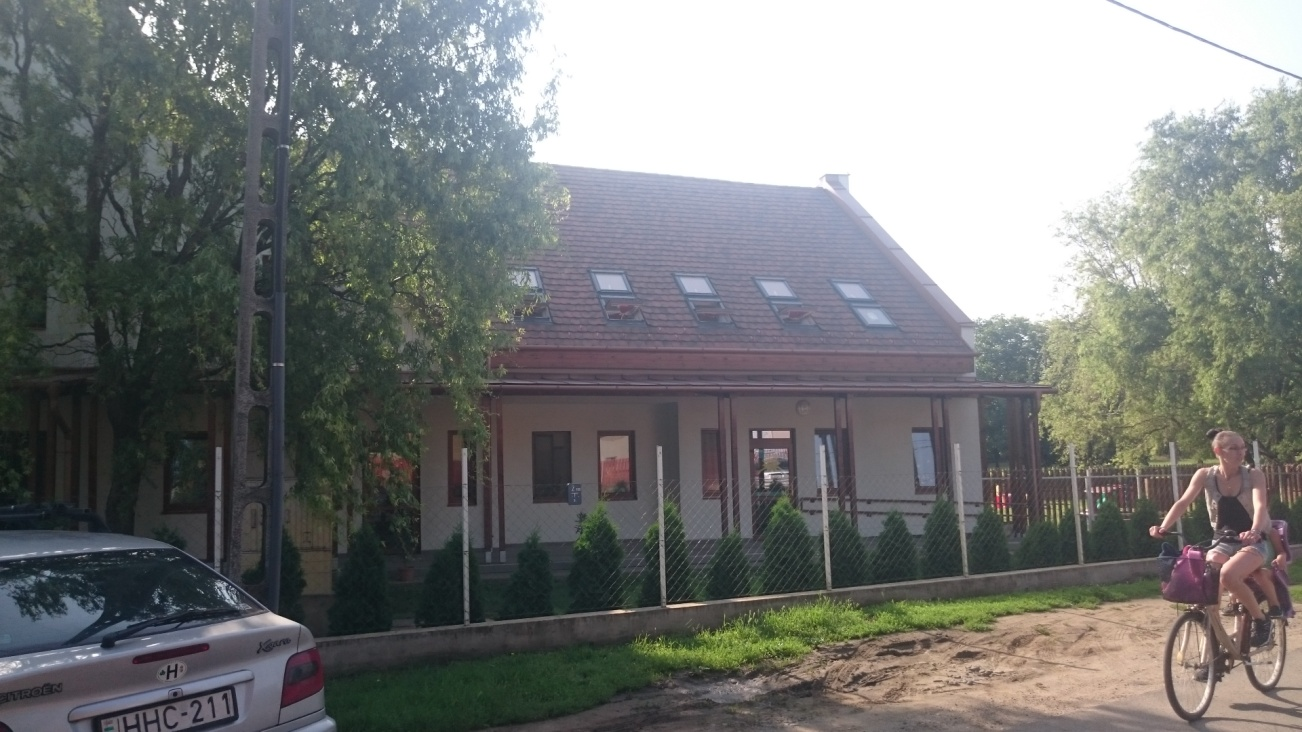 Xsara
H
CITROËN
HHC-211